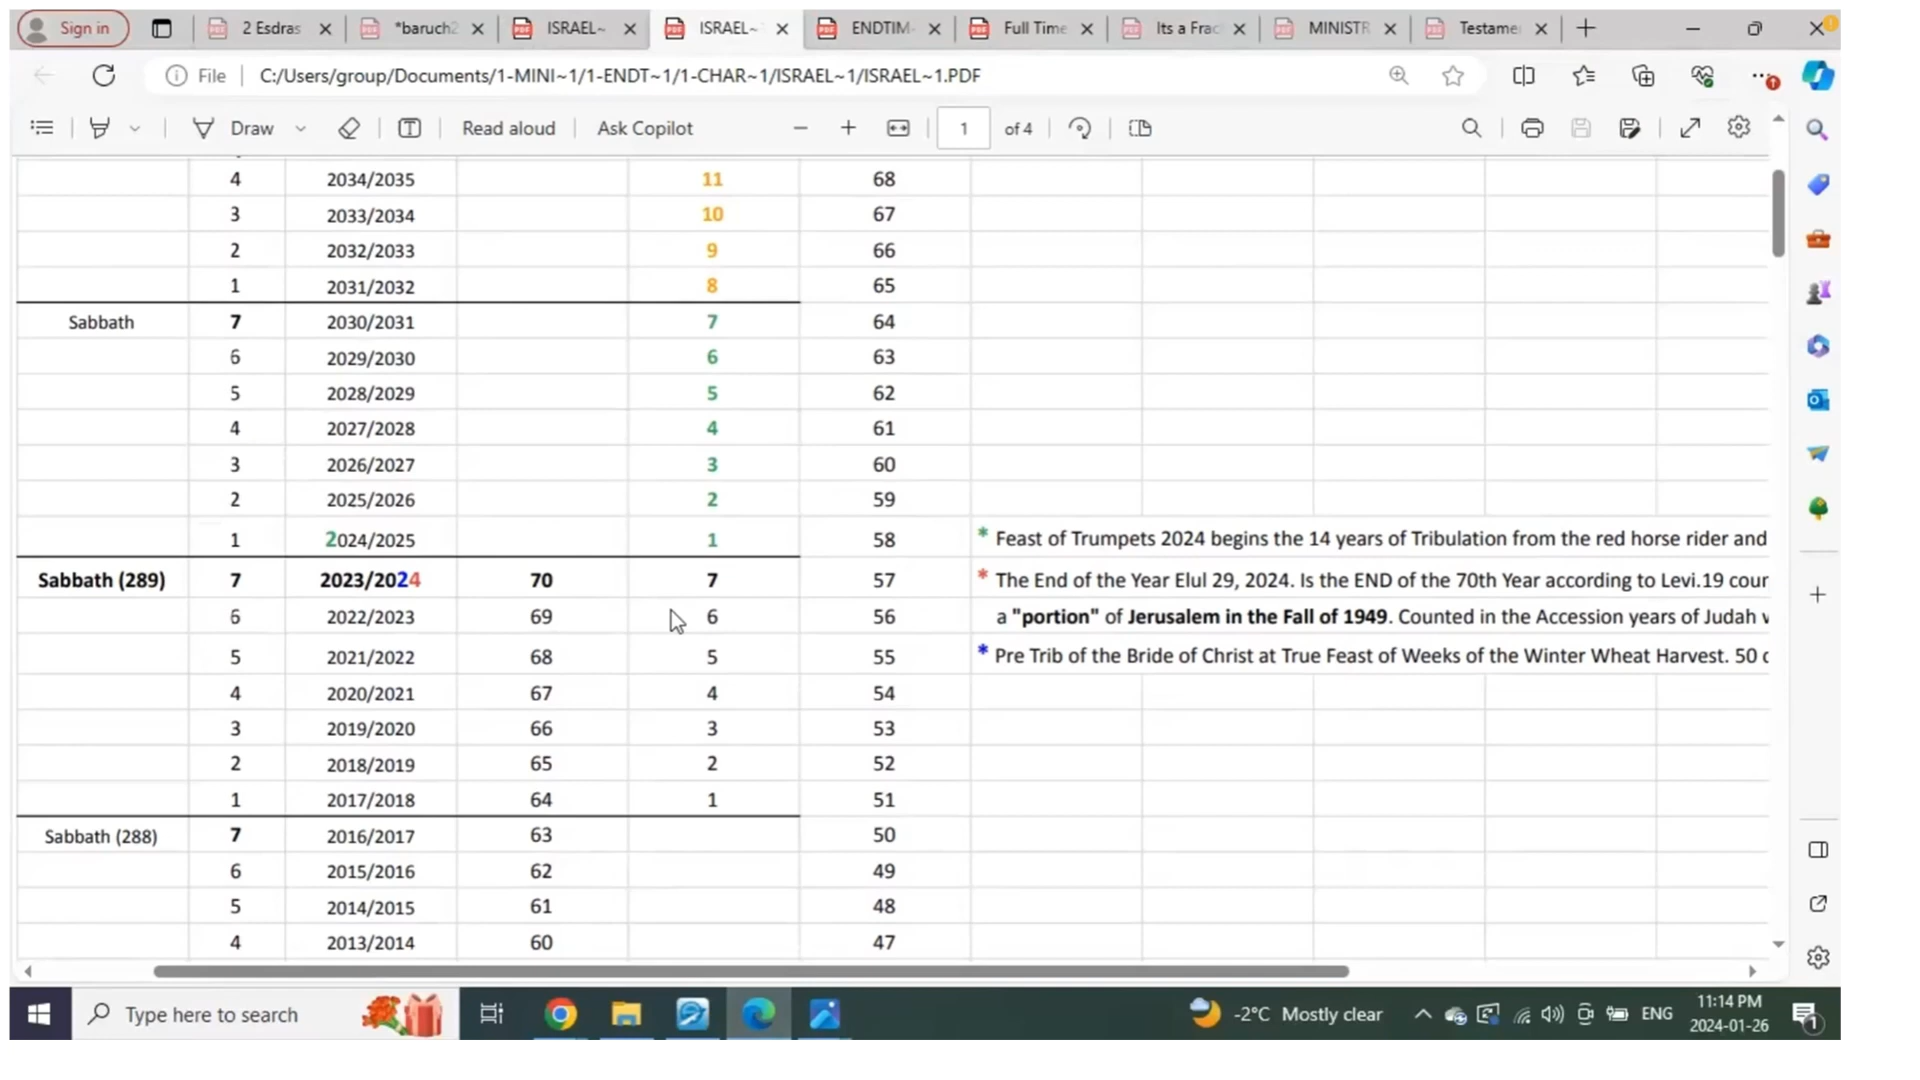 Sign in
2 Esdras
*baruch2
ISRAEL~
ISRAEL~
ENDTIM
Full Time
Its a Frac
MINISTR
Testame
File
C:/Users/group/Documents/1-MINI~1/1-ENDT~1/1-CHAR~1/ISRAEL~1/ISRAEL~1.PDF
Draw
Read aloud
Ask Copilot
1 of 4
4 2034/2035 11 68
3 2033/2034 10 67
2 2032/2033 9 66
1 2031/2032 8 65
Sabbath 7 2030/2031 7 64
6 2029/2030 6 63
5 2028/2029 5 62
4 2027/2028 4 61
3 2026/2027 3 60
2 2025/2026 2 59
1 2024/2025 1 58 * Feast of Trumpets 2024 begins the 14 years of Tribulation from the red horse rider and
Sabbath (289) 7 2023/2024 70 7 57 * The End of the Year Elul 29, 2024. Is the END of the 70th Year according to Levi.19 cour
6 2022/2023 69 6 56 a "portion" of Jerusalem in the Fall of 1949. Counted in the Accession years of Judah
5 2021/2022 68 5 55 * Pre Trib of the Bride of Christ at True Feast of Weeks of the Winter Wheat Harvest. 50
4 2020/2021 67 4 54
3 2019/2020 66 3 53
2 2018/2019 65 2 52
1 2017/2018 64 1 51
Sabbath (288) 7 2016/2017 63 50
6 2015/2016 62 49
5 2014/2015 61 48
4 2013/2014 60 47
Type here to search
-2°C Mostly clear
ENG
11:14 PM
2024-01-26
1